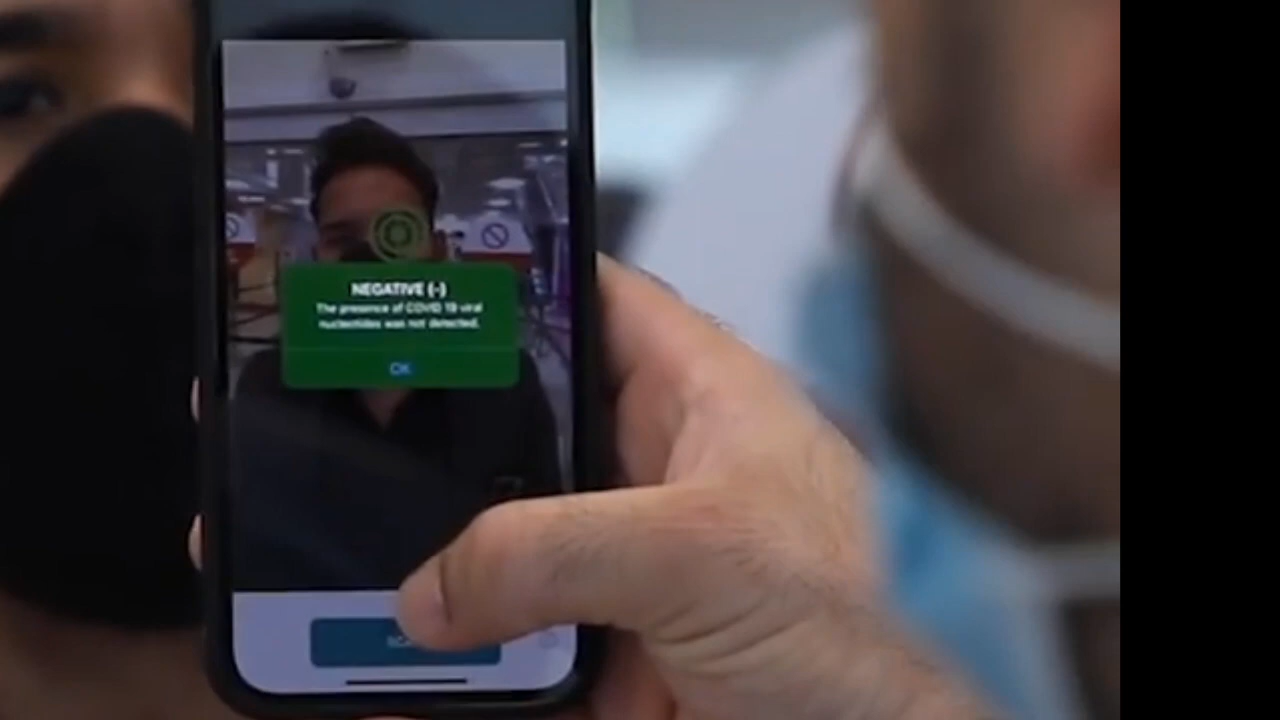 NEGATIVE (-)
The presence of COVID 19 viral
nucleotides was not detected.
OK